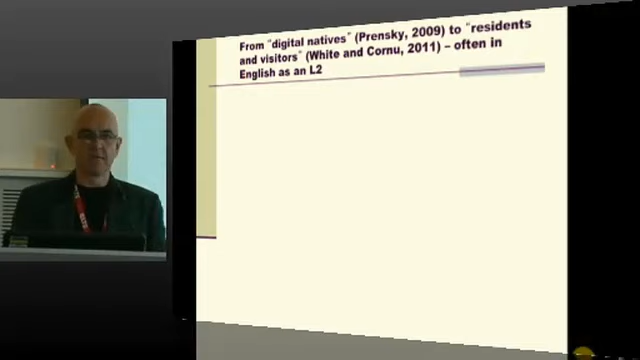 From "digital natives" (Prensky, 2009) to "residents
and visitors" (White and Cornu, 2011) – often in
English as an L2